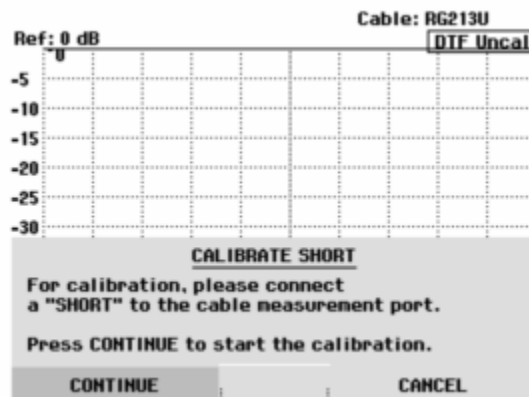 Cable: RG213U
Ref: 0 dB
DTF Uncal
0
-5
-10
-15
-20
-25
-30
CALIBRATE SHORT
For calibration, please connect
a "SHORT" to the cable measurement port.
Press CONTINUE to start the calibration.
CONTINUE
CANCEL